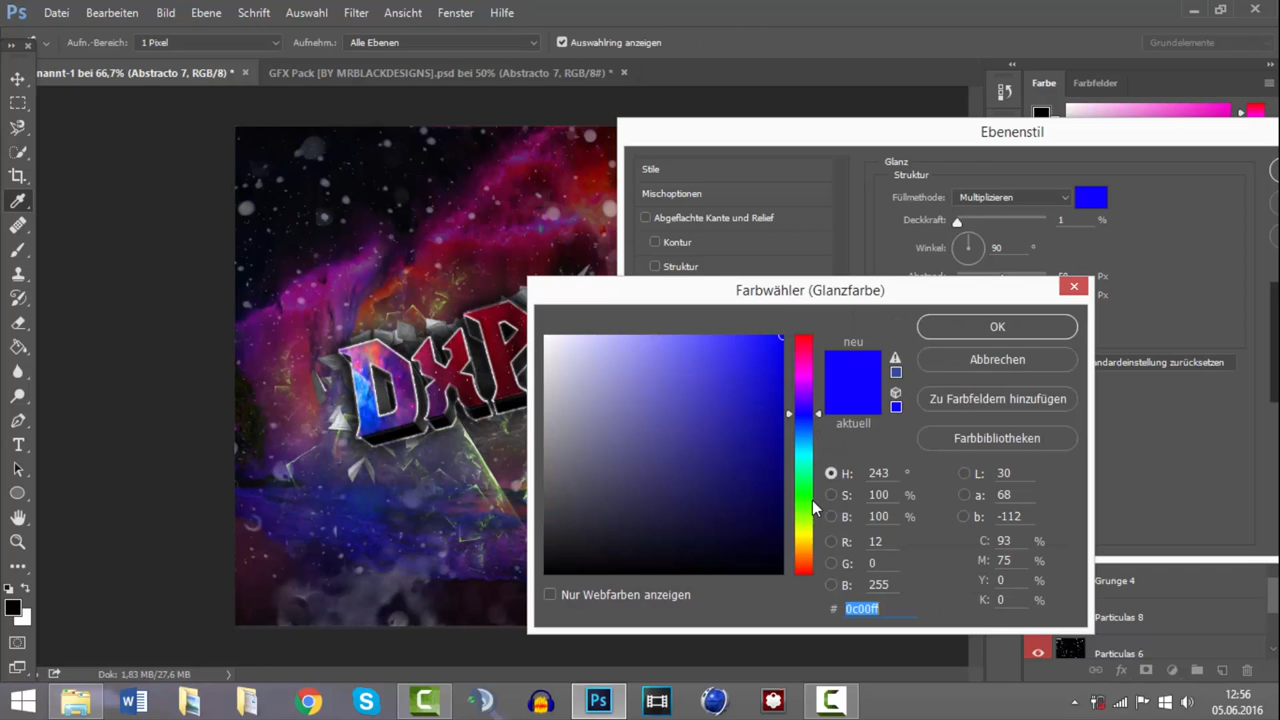 Ps Datei Bearbeiten Bild Ebene Schrift Auswahl Filter Ansicht Fenster Hilfe
Aufn.-Bereich: 1 Pixel Aufnehm.: Alle Ebenen Auswahlring anzeigen Grundelemente
nannt-1 bei 66,7% (Abstracto 7, RGB/8) * × GFX Pack [BY MRBLACKDESIGNS].psd bei 50% (Abstracto 7, RGB/8#) * ×
Farbe Farbfelder
Ebenenstil
Stile
Mischoptionen
Abgeflachte Kante und Relief
Kontur
Struktur
Glanz
Struktur
Füllmethode: Multiplizieren
Deckkraft: 1 %
Winkel: 90 °
Px
Px
Farbwähler (Glanzfarbe)
neu
aktuell
OK
Abbrechen
Zu Farbfeldern hinzufügen
Farbbibliotheken
H: 243 °
S: 100 %
B: 100 %
R: 12
G: 0
B: 255
# 0c00ff
L: 30
a: 68
b: -112
C: 93 %
M: 75 %
Y: 0 %
K: 0 %
Nur Webfarben anzeigen
andardeinstellung zurücksetzen
Grunge 4
Particulas 8
Particulas 6
DXP
Dok: 1,83 MB/27,6 MB
12:56
05.06.2016